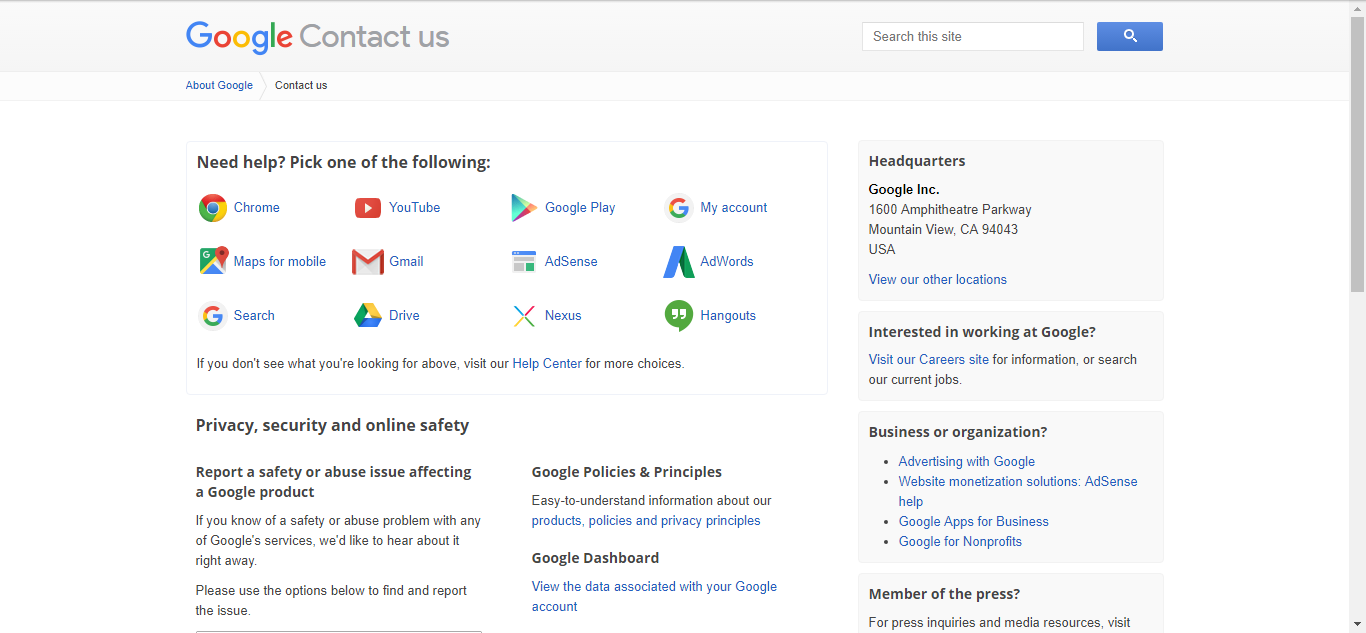 Google Contact us
Search this site
About Google
Contact us
Need help? Pick one of the following:
Chrome
YouTube
Google Play
My account
Maps for mobile
Gmail
AdSense
AdWords
Search
Drive
Nexus
Hangouts
If you don't see what you're looking for above, visit our Help Center for more choices.
Privacy, security and online safety
Report a safety or abuse issue affecting
a Google product
If you know of a safety or abuse problem with any
of Google's services, we'd like to hear about it
right away.
Please use the options below to find and report
the issue.
Google Policies & Principles
Easy-to-understand information about our
products, policies and privacy principles
Google Dashboard
View the data associated with your Google
account
Headquarters
Google Inc.
1600 Amphitheatre Parkway
Mountain View, CA 94043
USA
View our other locations
Interested in working at Google?
Visit our Careers site for information, or search
our current jobs.
Business or organization?
Advertising with Google
Website monetization solutions: AdSense
help
Google Apps for Business
Google for Nonprofits
Member of the press?
For press inquiries and media resources, visit